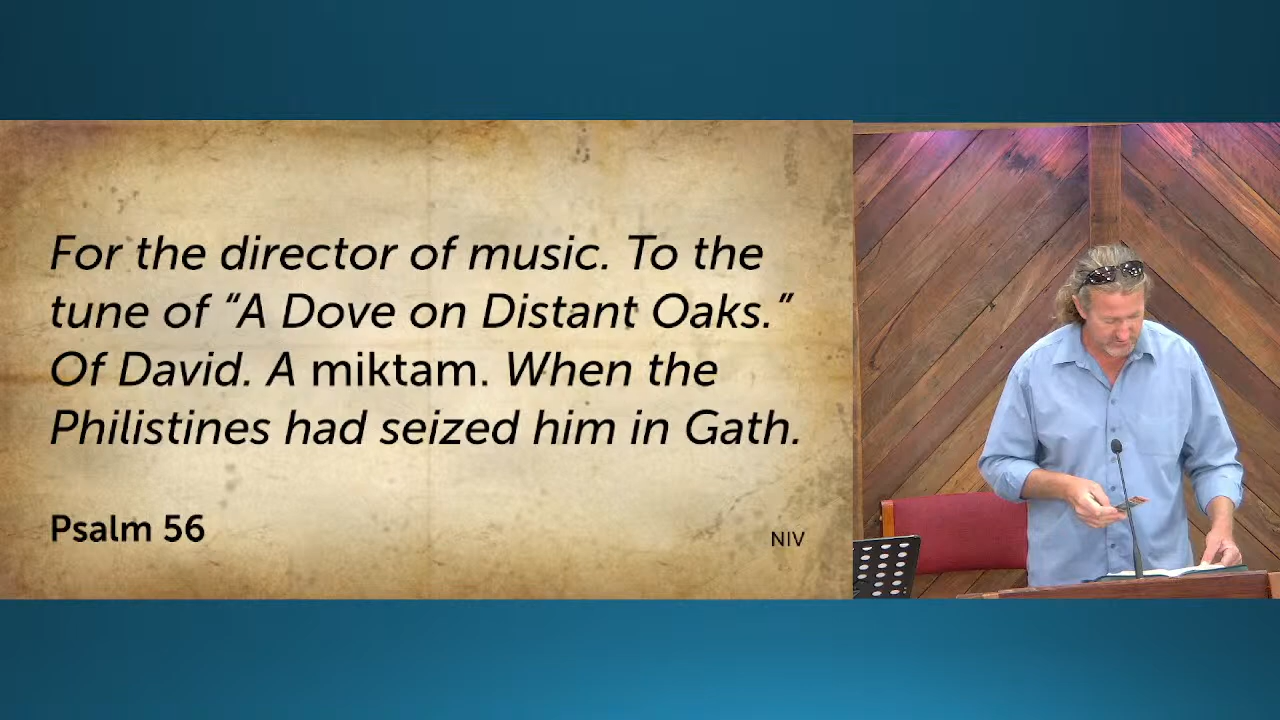 For the director of music. To the
tune of “A Dove on Distant Oaks.”
Of David. A miktam. When the
Philistines had seized him in Gath.
Psalm 56
NIV